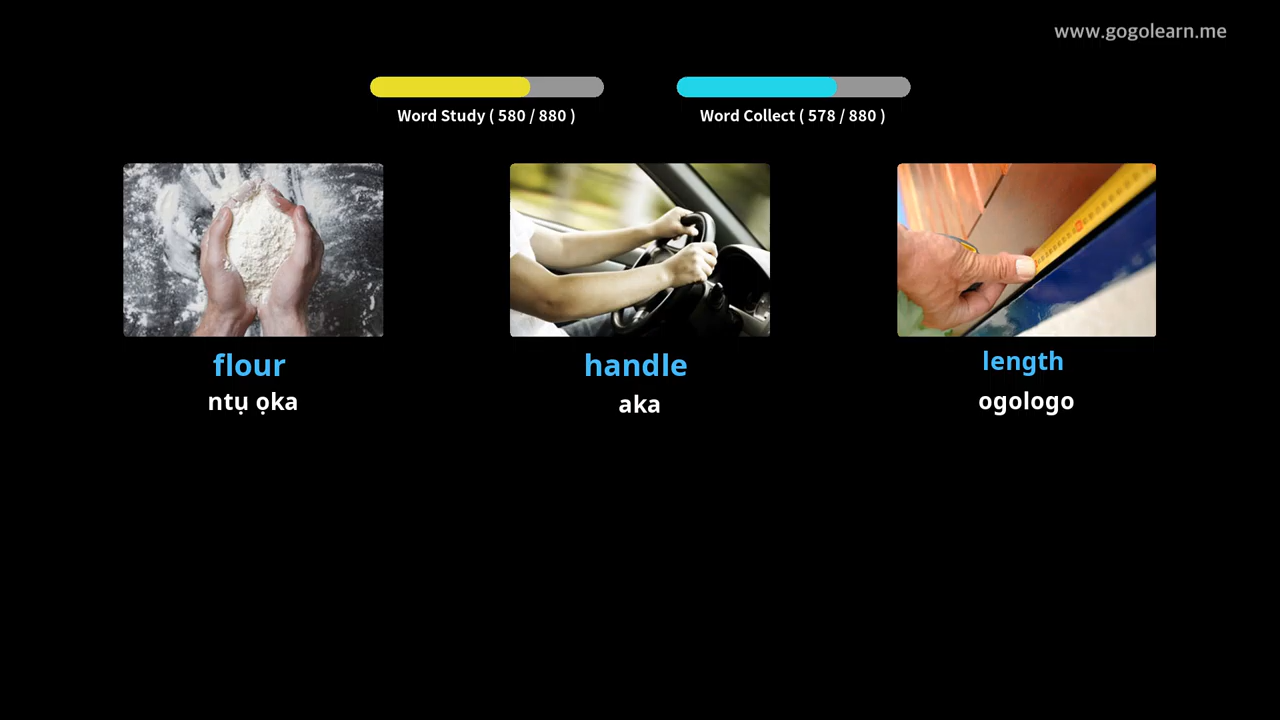 www.gogolearn.me
Word Study ( 580 / 880 )
Word Collect ( 578 / 880 )
flour
ntụ ọka
handle
aka
length
ogologo